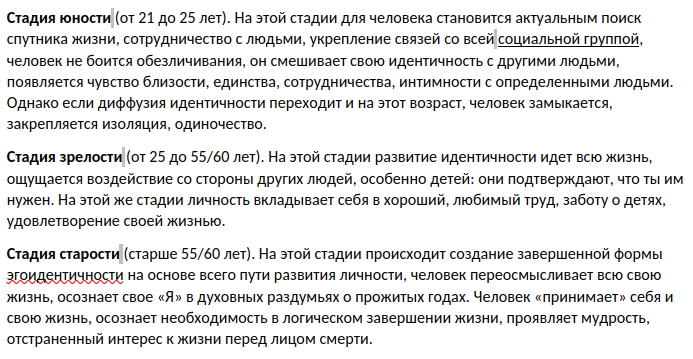 Стадия юности (от 21 до 25 лет). На этой стадии для человека становится актуальным поиск
спутника жизни, сотрудничество с людьми, укрепление связей со всей социальной группой,
человек не боится обезличивания, он смешивает свою идентичность с другими людьми,
появляется чувство близости, единства, сотрудничества, интимности с определенными людьми.
Однако если диффузия идентичности переходит и на этот возраст, человек замыкается,
закрепляется изоляция, одиночество.
Стадия зрелости (от 25 до 55/60 лет). На этой стадии развитие идентичности идет всю жизнь,
ощущается воздействие со стороны других людей, особенно детей: они подтверждают, что ты им
нужен. На этой же стадии личность вкладывает себя в хороший, любимый труд, заботу о детях,
удовлетворение своей жизнью.
Стадия старости (старше 55/60 лет). На этой стадии происходит создание завершенной формы
эгоидентичности на основе всего пути развития личности, человек переосмысливает всю свою
жизнь, осознает свое «Я» в духовных раздумьях о прожитых годах. Человек «принимает» себя и
свою жизнь, осознает необходимость в логическом завершении жизни, проявляет мудрость,
отстраненный интерес к жизни перед лицом смерти.